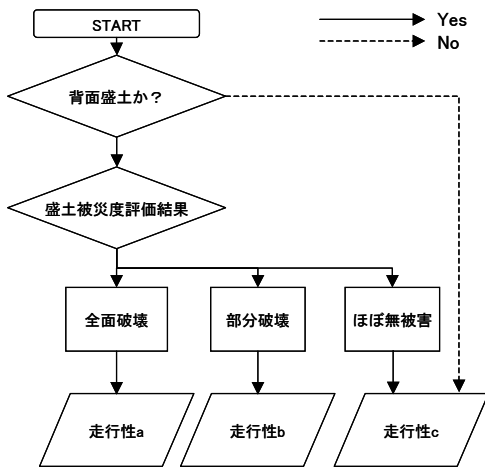 START
Yes
No
背面盛土か？
盛土被災度評価結果
全面破壊
部分破壊
ほぼ無被害
走行性a
走行性b
走行性c